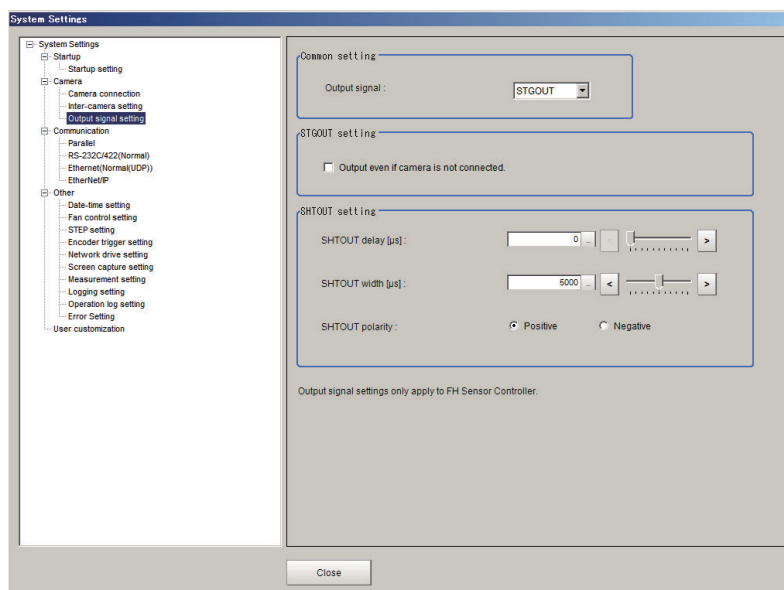 System Settings
System Settings
Startup
Startup setting
Camera
Camera connection
Inter-camera setting
Output signal setting
Communication
Parallel
RS-232C/422(Normal)
Ethernet(Normal(UDP))
EtherNet/IP
Other
Date-time setting
Fan control setting
STEP setting
Encoder trigger setting
Network drive setting
Screen capture setting
Measurement setting
Logging setting
Operation log setting
Error Setting
User customization
Common setting
Output signal : STGOUT
STGOUT setting
Output even if camera is not connected.
SHTOUT setting
SHTOUT delay [µs] : 0 ... < >
SHTOUT width [µs] : 5000 ... < >
SHTOUT polarity : Positive Negative
Output signal settings only apply to FH Sensor Controller.
Close